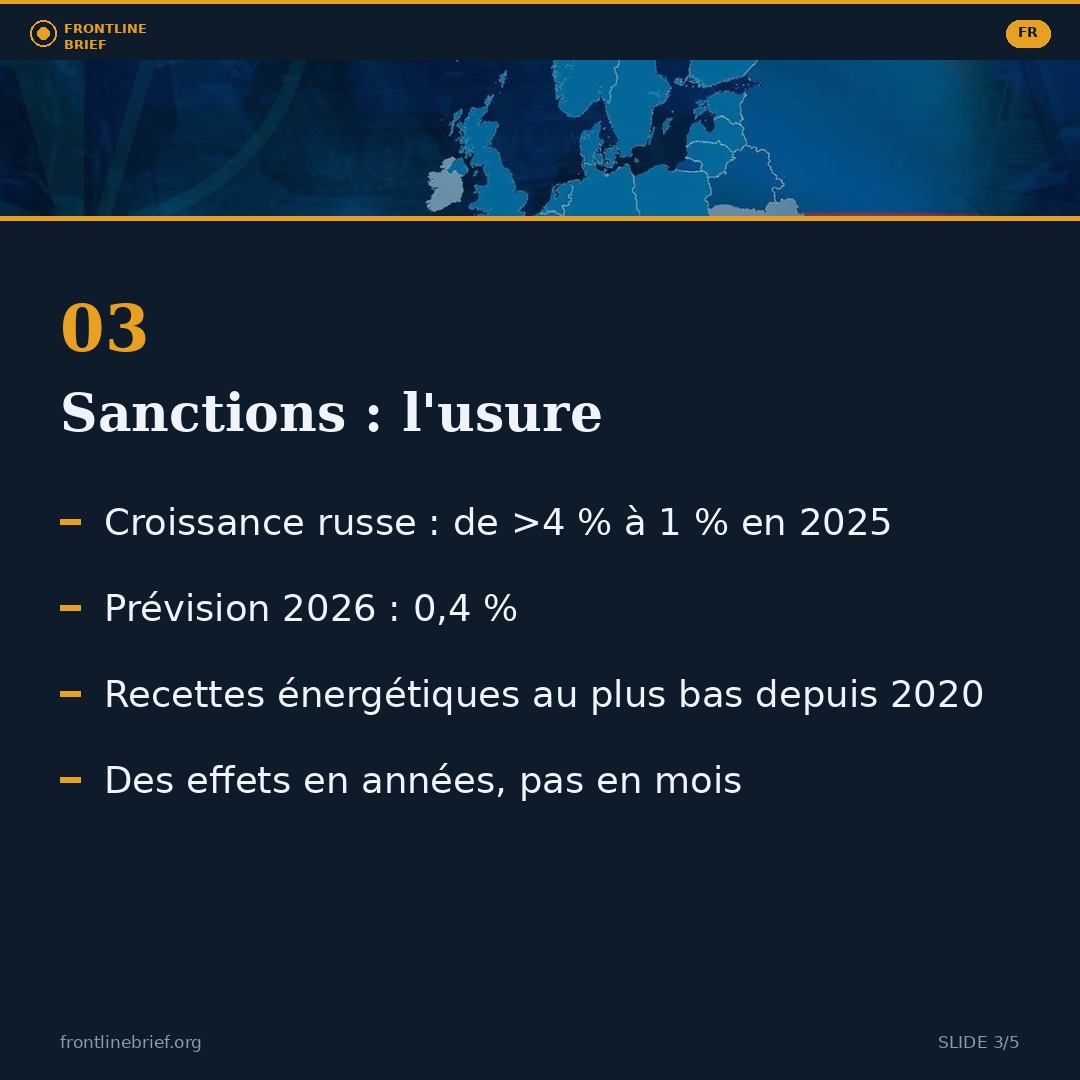 FRONTLINE
BRIEF
FR
03
Sanctions : l'usure
Croissance russe : de >4 % à 1 % en 2025
Prévision 2026 : 0,4 %
Recettes énergétiques au plus bas depuis 2020
Des effets en années, pas en mois
frontlinebrief.org
SLIDE 3/5